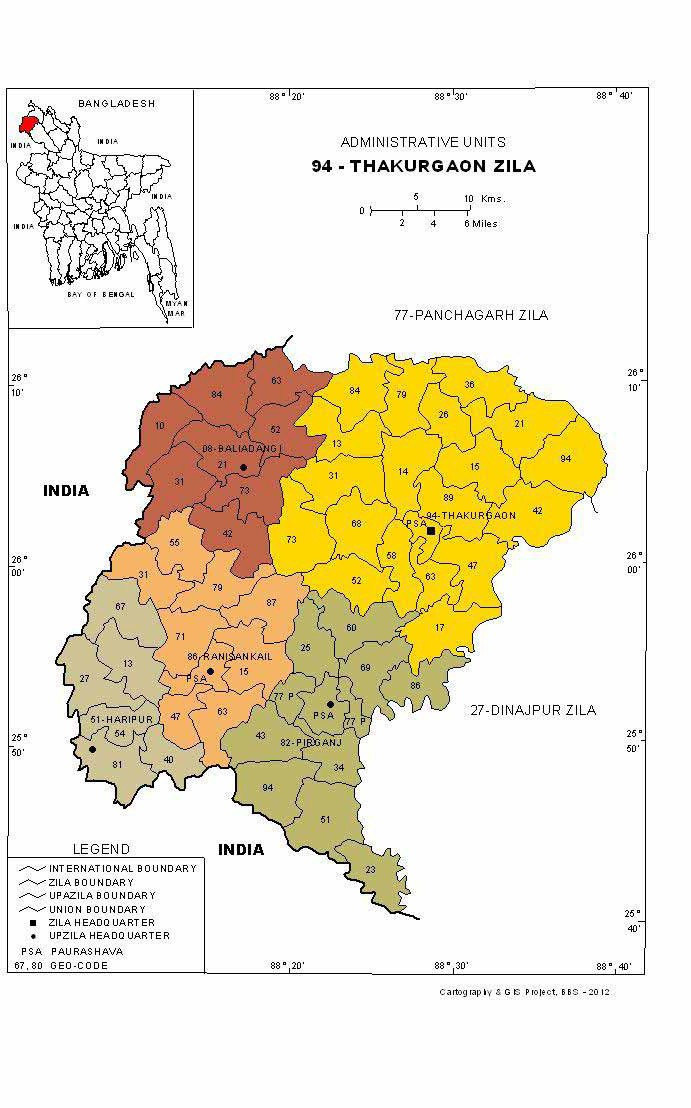 88° 20'
88° 30'
88° 40'
BANGLADESH
INDIA
INDIA
INDIA
INDIA
BAY OF BENGAL
MYAN
MAR
ADMINISTRATIVE UNITS
94 - THAKURGAON ZILA
5 10 Kms.
0
2 4 6 Miles
77-PANCHAGARH ZILA
26°
10'
26°
10'
63
84
84
79
36
26
21
10
52
13
08-BALIADANGI
21
94
31
73
31
14
15
INDIA
89
42
94-THAKURGAON
PSA
68
42
73
55
58
26°
00'
26°
00'
31
79
52
63
47
87
67
60
17
71
25
86-RANISANKAIL
PSA
15
13
27
69
86
77 P
PSA
77 P
47
63
51-HARIPUR
54
43
82-PIRGANJ
27-DINAJPUR ZILA
25°
50'
25°
50'
81
40
34
94
51
23
INDIA
LEGEND
INTERNATIONAL BOUNDARY
ZILA BOUNDARY
UPAZILA BOUNDARY
UNION BOUNDARY
ZILA HEADQUARTER
UPZILA HEADQUARTER
PSA PAURASHAVA
67, 80 GEO-CODE
25°
40'
88° 20'
88° 30'
88° 40'
Cartography & GIS Project, BBS - 2012